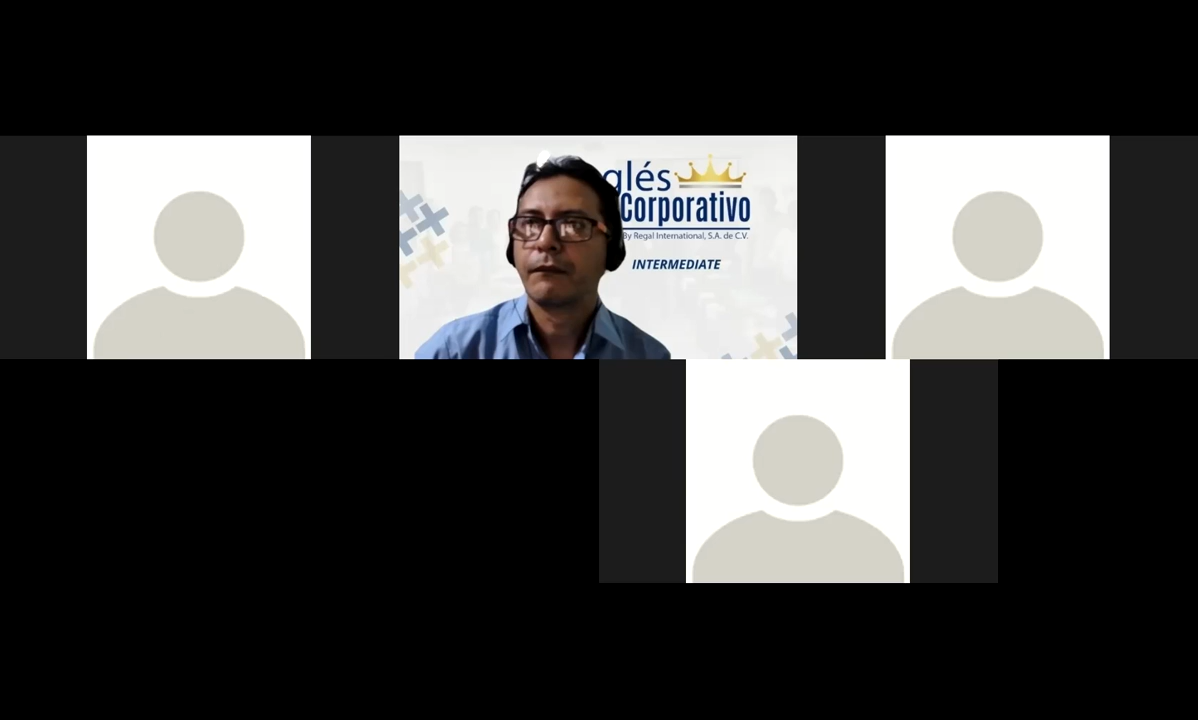 glés
Corporativo
By Regal International, S.A. de C.V.
INTERMEDIATE